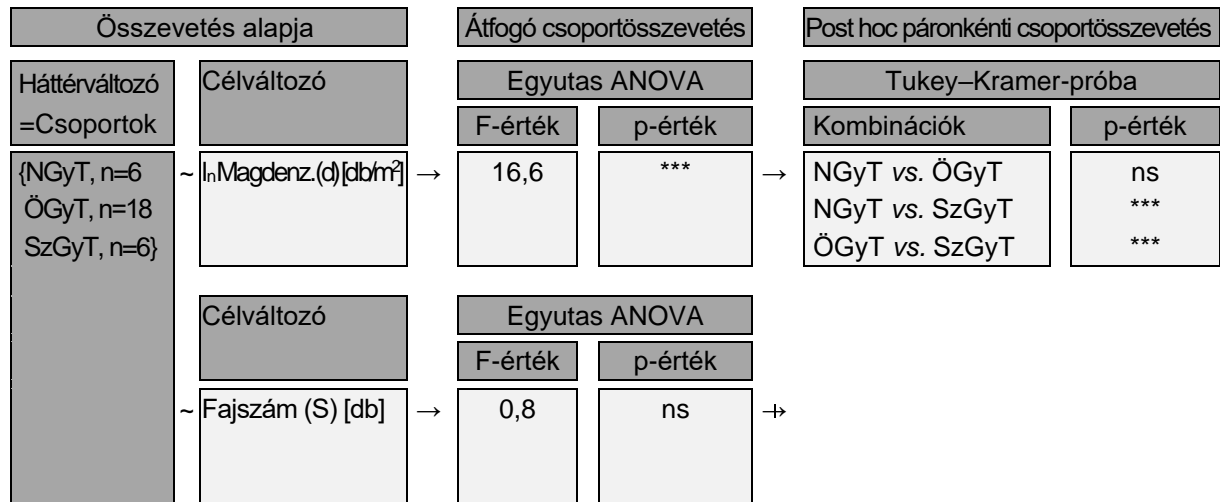 Összevetés alapja
Átfogó csoportösszevetés
Post hoc páronkénti csoportösszevetés
Háttérváltozó
=Csoportok
Célváltozó
Egyutas ANOVA
Tukey–Kramer-próba
F-érték
p-érték
Kombinációk
p-érték
{NGyT, n=6 ~ lnMagdenz.(d)[db/m²] → 16,6 *** → NGyT vs. ÖGyT ns
ÖGyT, n=18 NGyT vs. SzGyT ***
SzGyT, n=6} ÖGyT vs. SzGyT ***
Célváltozó
Egyutas ANOVA
F-érték
p-érték
~ Fajszám (S) [db] → 0,8 ns ↛